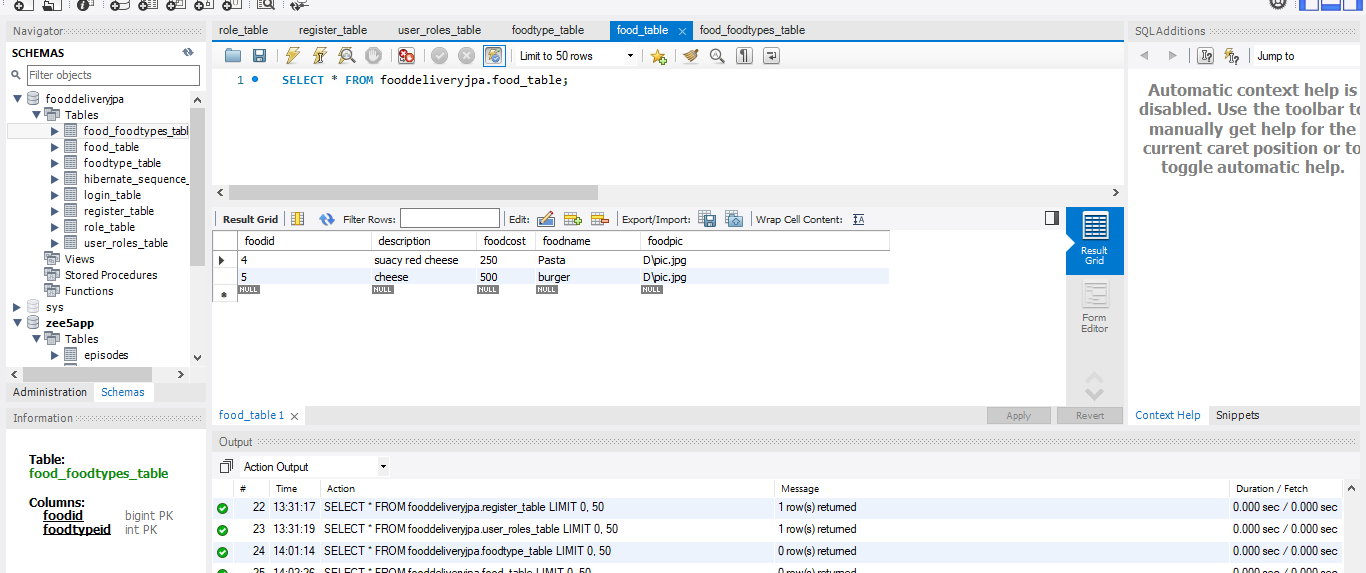 role_table register_table user_roles_table foodtype_table food_table food_foodtypes_table
Navigator
SCHEMAS
Filter objects
fooddeliveryjpa
Tables
food_foodtypes_tabl
food_table
foodtype_table
hibernate_sequence_
login_table
register_table
role_table
user_roles_table
Views
Stored Procedures
Functions
sys
zee5app
Tables
episodes
Administration Schemas
Information
Table:
food_foodtypes_table
Columns:
foodid bigint PK
foodtypeid int PK
Limit to 50 rows
1 SELECT * FROM fooddeliveryjpa.food_table;
Result Grid Filter Rows: Edit: Export/Import: Wrap Cell Content:
foodid description foodcost foodname foodpic
4 suacy red cheese 250 Pasta D\pic.jpg
5 cheese 500 burger D\pic.jpg
NULL NULL NULL NULL NULL
Result
Grid
Form
Editor
food_table 1 Apply Revert
SQLAdditions
Jump to
Automatic context help is
disabled. Use the toolbar to
manually get help for the
current caret position or to
toggle automatic help.
Context Help Snippets
Output
Action Output
# Time Action Message Duration / Fetch
22 13:31:17 SELECT * FROM fooddeliveryjpa.register_table LIMIT 0, 50 1 row(s) returned 0.000 sec / 0.000 sec
23 13:31:19 SELECT * FROM fooddeliveryjpa.user_roles_table LIMIT 0, 50 1 row(s) returned 0.000 sec / 0.000 sec
24 14:01:14 SELECT * FROM fooddeliveryjpa.foodtype_table LIMIT 0, 50 0 row(s) returned 0.000 sec / 0.000 sec
25 14:02:26 SELECT * FROM fooddeliveryjpa.food_table LIMIT 0, 50 0 row(s) returned 0.000 sec / 0.000 sec